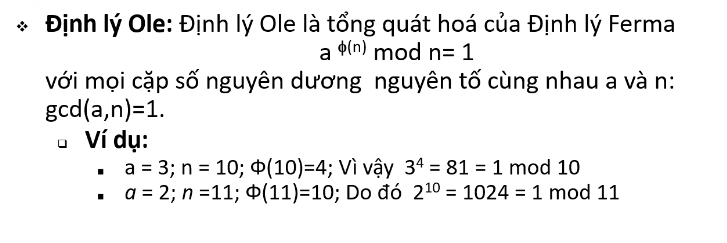 ❖ Định lý Ole: Định lý Ole là tổng quát hoá của Định lý Ferma
a ϕ(n) mod n= 1
với mọi cặp số nguyên dương nguyên tố cùng nhau a và n:
gcd(a,n)=1.
❑ Ví dụ:
▪ a = 3; n = 10; Φ(10)=4; Vì vậy 3⁴ = 81 = 1 mod 10
▪ a = 2; n =11; Φ(11)=10; Do đó 2¹⁰ = 1024 = 1 mod 11